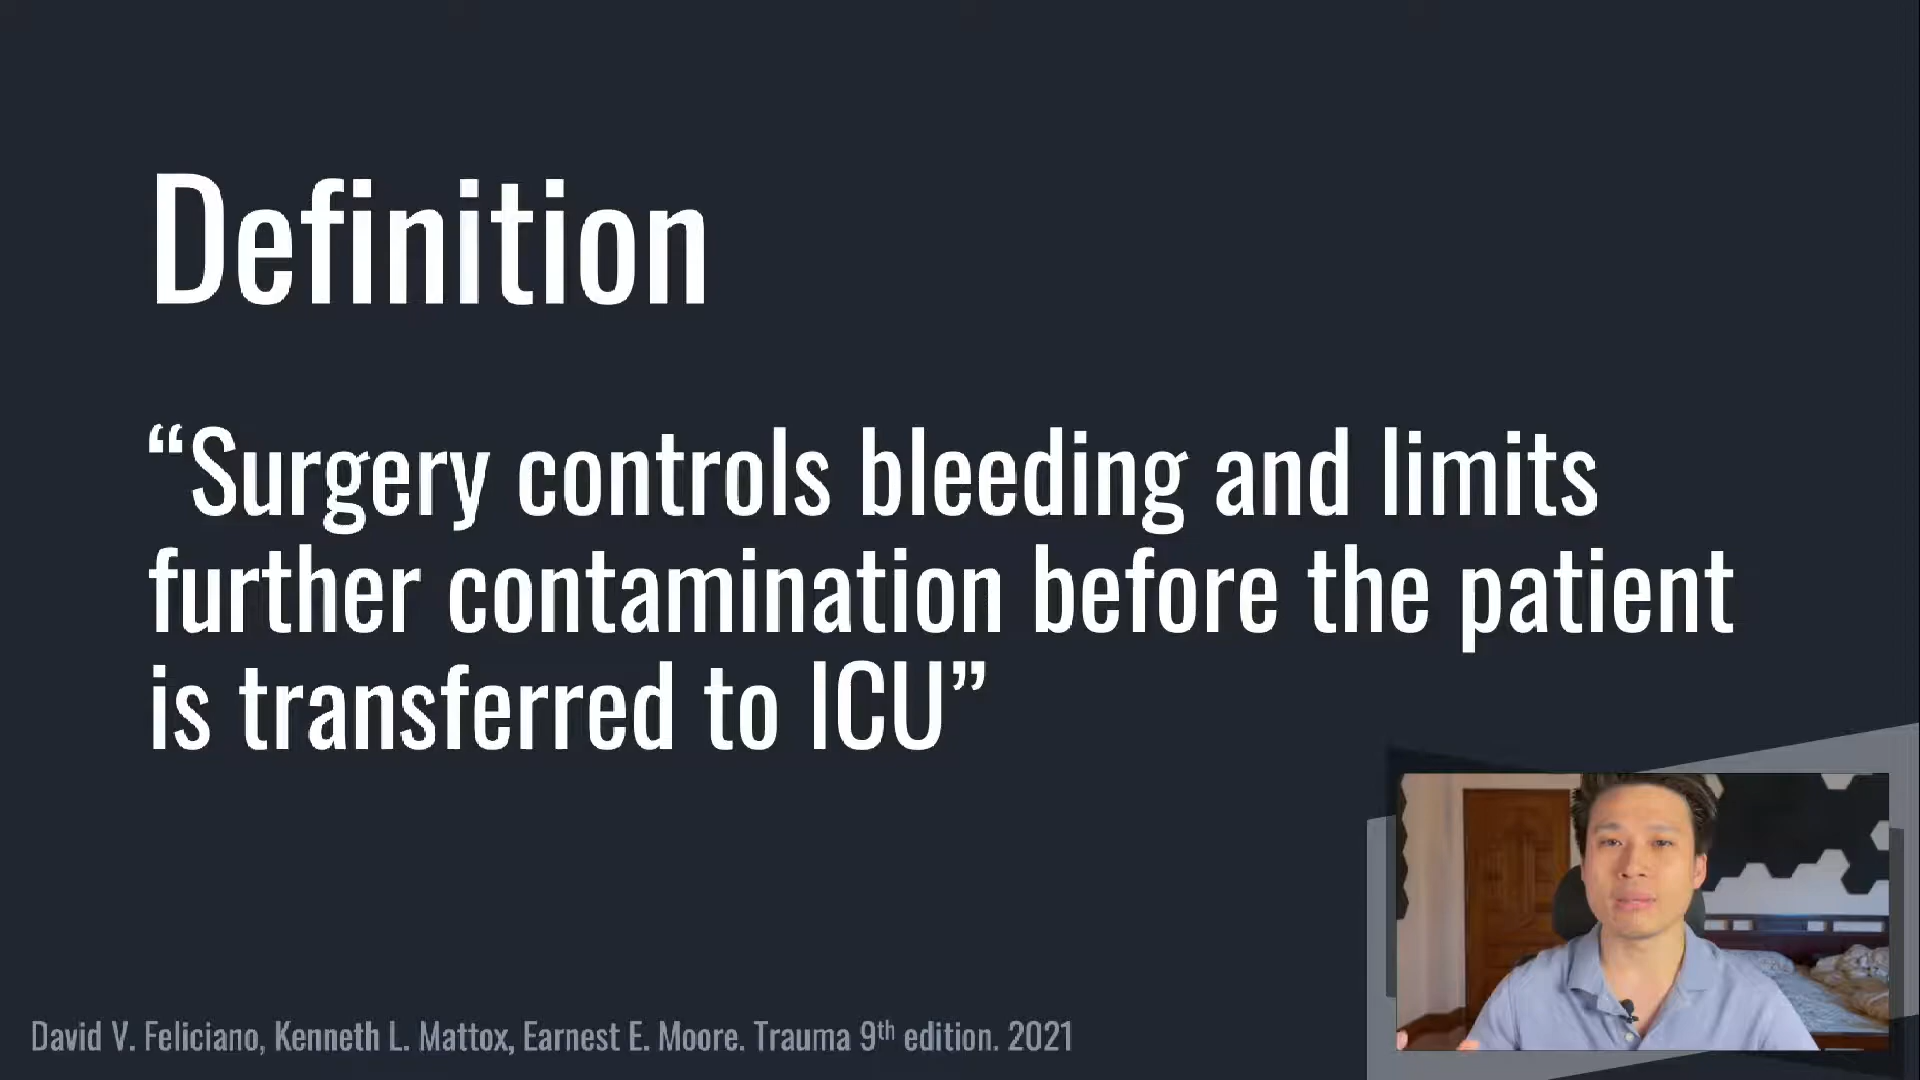 Definition
“Surgery controls bleeding and limits
further contamination before the patient
is transferred to ICU”
David V. Feliciano, Kenneth L. Mattox, Earnest E. Moore. Trauma 9th edition. 2021